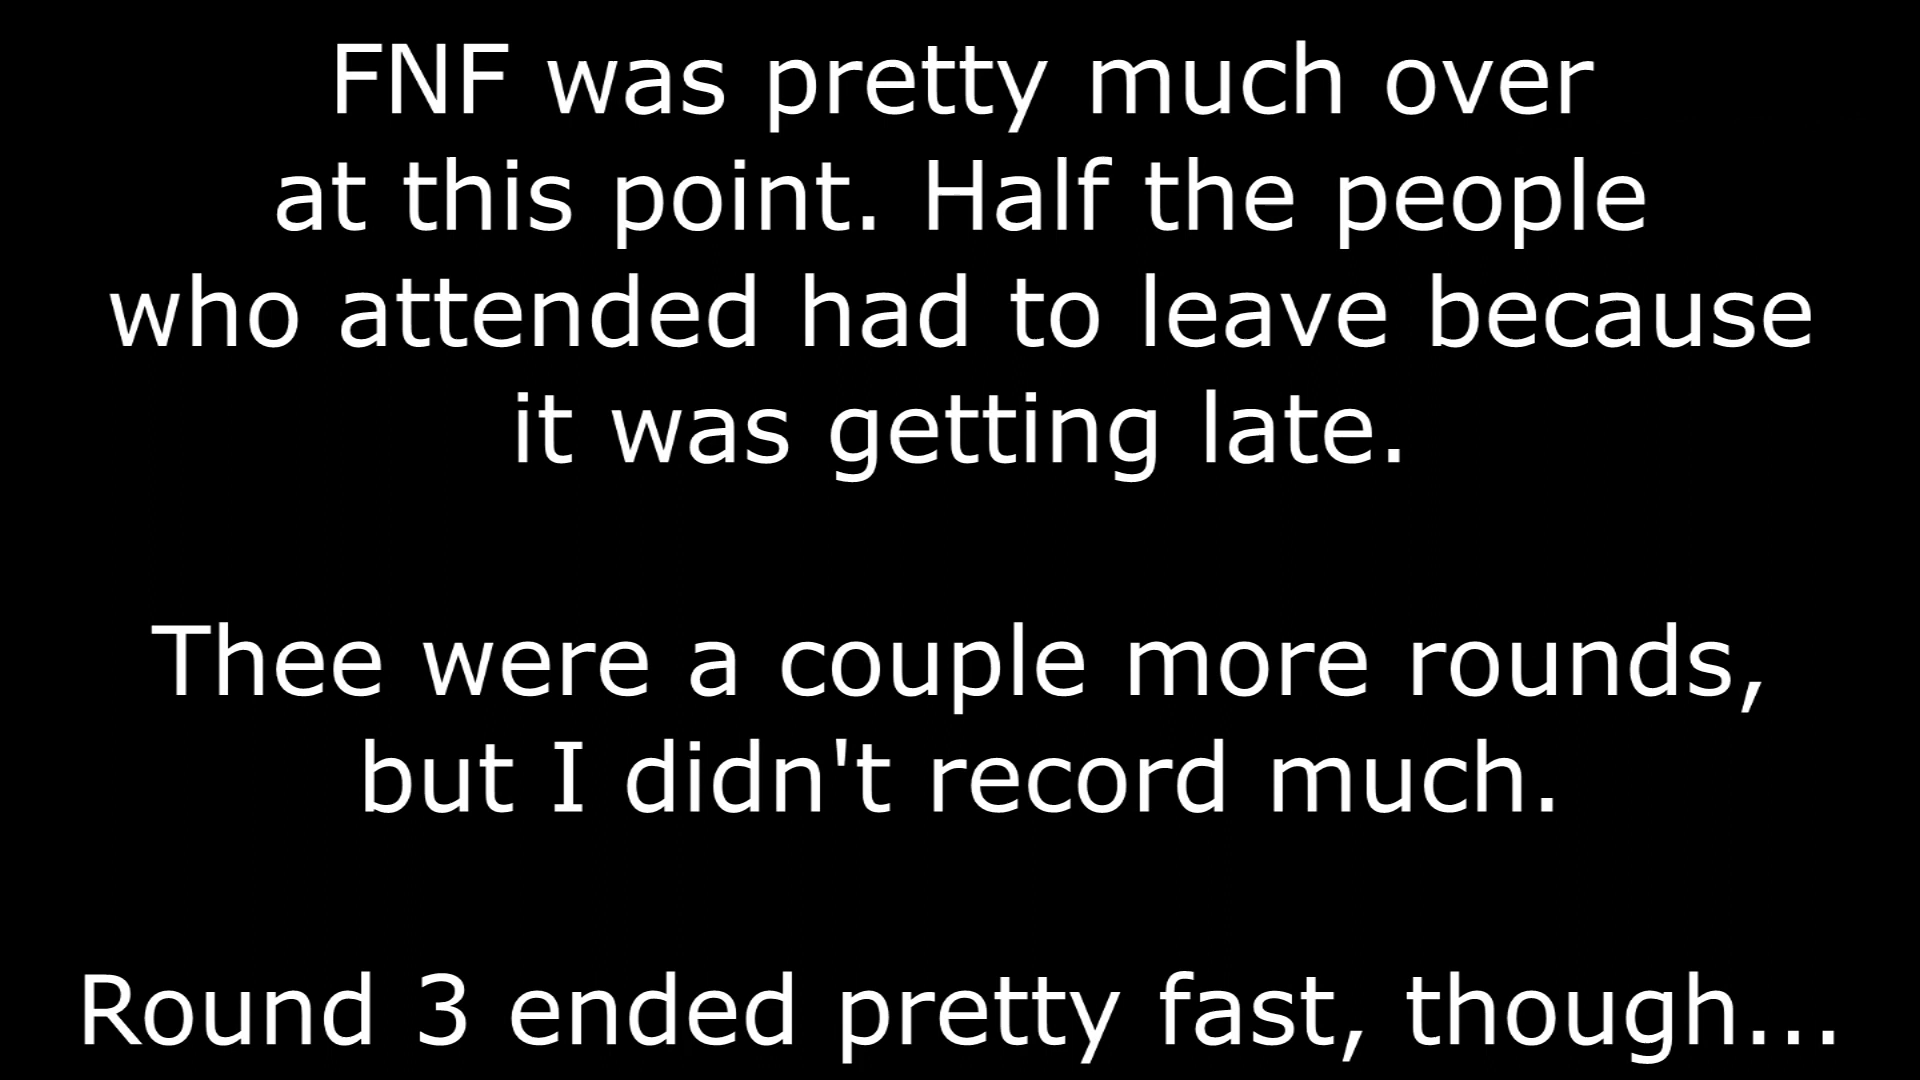 FNF was pretty much over
at this point. Half the people
who attended had to leave because
it was getting late.
Thee were a couple more rounds,
but I didn't record much.
Round 3 ended pretty fast, though...